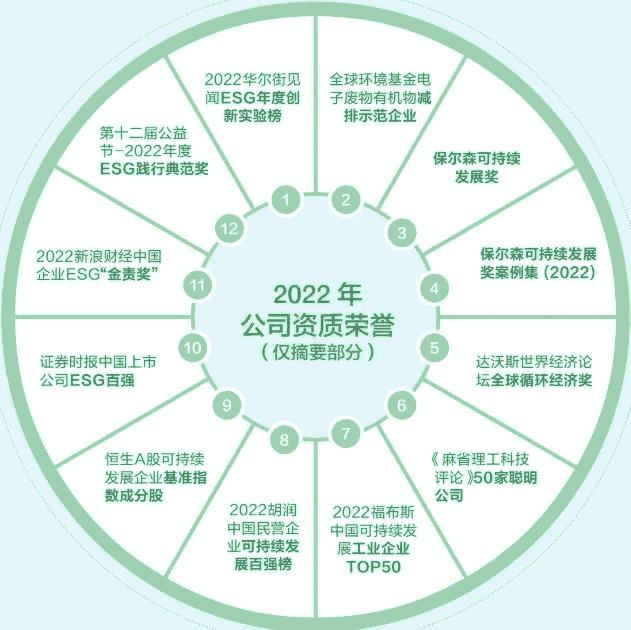 2022 年
公司资质荣誉
（仅摘要部分）
1
2022华尔街见
闻ESG年度创
新实验榜
2
全球环境基金电
子废物有机物减
排示范企业
3
保尔森可持续
发展奖
4
保尔森可持续发展
奖案例集（2022）
5
达沃斯世界经济论
坛全球循环经济奖
6
《麻省理工科技
评论》50家聪明
公司
7
2022福布斯
中国可持续发
展工业企业
TOP50
8
2022胡润
中国民营企
业可持续发
展百强榜
9
恒生A股可持续
发展企业基准指
数成分股
10
证券时报中国上市
公司ESG百强
11
2022新浪财经中国
企业ESG“金责奖”
12
第十二届公益
节-2022年度
ESG践行典范奖